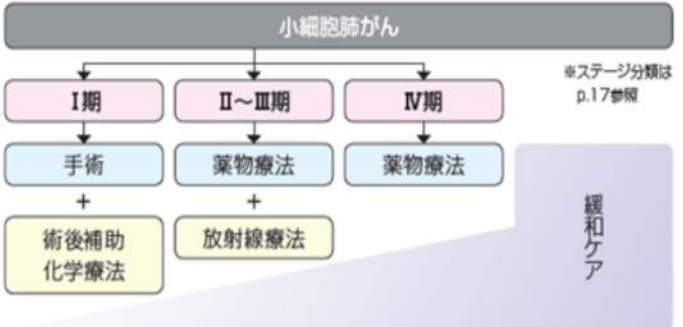 小細胞肺がん
※ステージ分類は
p.17参照
Ⅰ期
Ⅱ～Ⅲ期
Ⅳ期
手術
薬物療法
薬物療法
+
+
術後補助
化学療法
放射線療法
緩和ケア